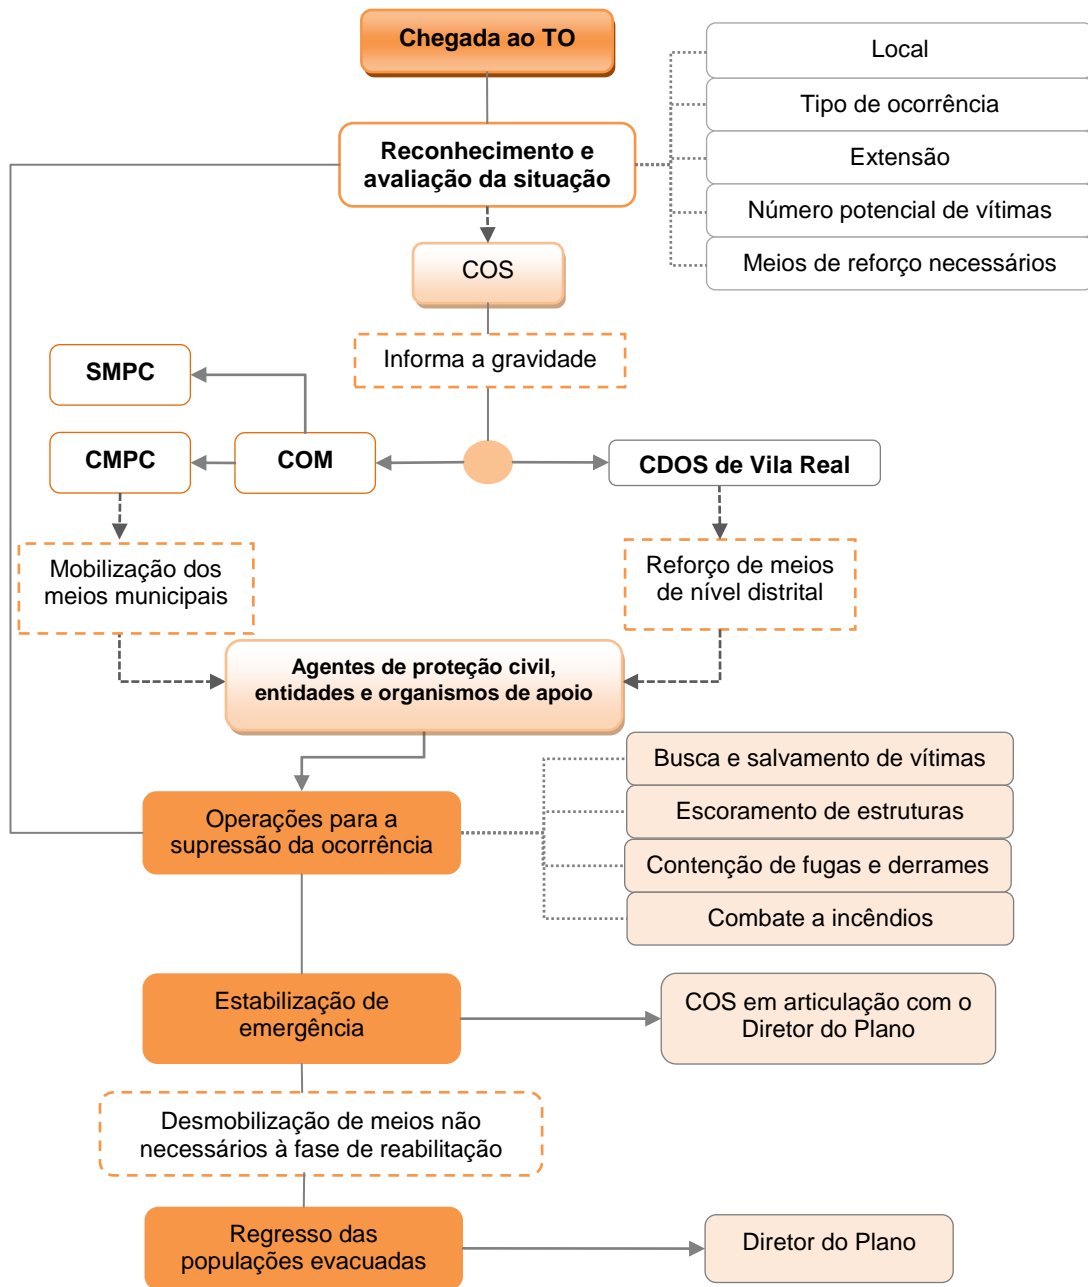 Chegada ao TO
Local
Tipo de ocorrência
Reconhecimento e
avaliação da situação
Extensão
Número potencial de vítimas
Meios de reforço necessários
COS
Informa a gravidade
SMPC
CMPC
COM
CDOS de Vila Real
Mobilização dos
meios municipais
Reforço de meios
de nível distrital
Agentes de proteção civil,
entidades e organismos de apoio
Busca e salvamento de vítimas
Operações para a
supressão da ocorrência
Escoramento de estruturas
Contenção de fugas e derrames
Combate a incêndios
Estabilização de
emergência
COS em articulação com o
Diretor do Plano
Desmobilização de meios não
necessários à fase de reabilitação
Regresso das
populações evacuadas
Diretor do Plano